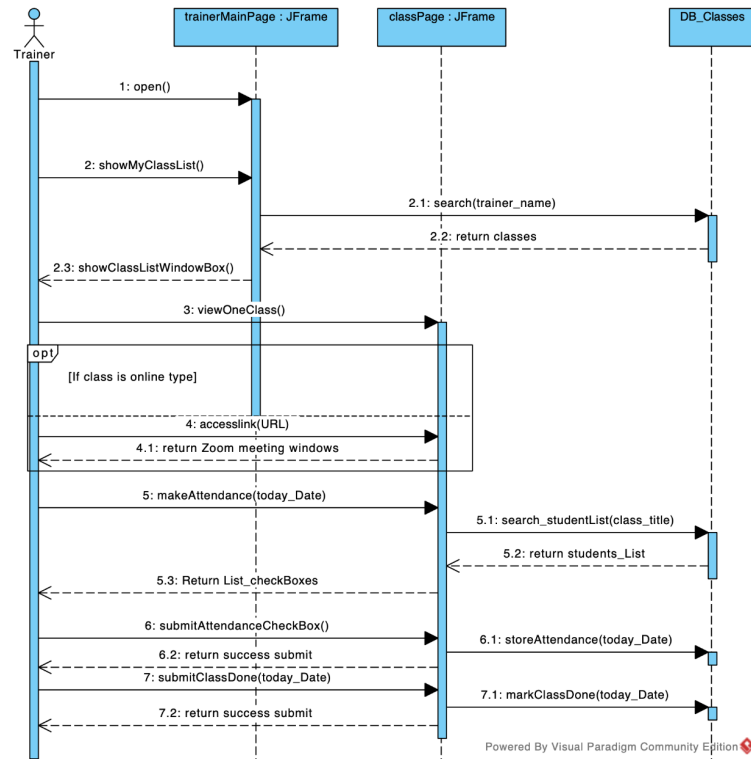 trainerMainPage : JFrame
classPage : JFrame
DB_Classes
Trainer
1: open()
2: showMyClassList()
2.1: search(trainer_name)
2.2: return classes
2.3: showClassListWindowBox()
3: viewOneClass()
opt
[If class is online type]
4: accesslink(URL)
4.1: return Zoom meeting windows
5: makeAttendance(today_Date)
5.1: search_studentList(class_title)
5.2: return students_List
5.3: Return List_checkBoxes
6: submitAttendanceCheckBox()
6.1: storeAttendance(today_Date)
6.2: return success submit
7: submitClassDone(today_Date)
7.1: markClassDone(today_Date)
7.2: return success submit
Powered By Visual Paradigm Community Edition